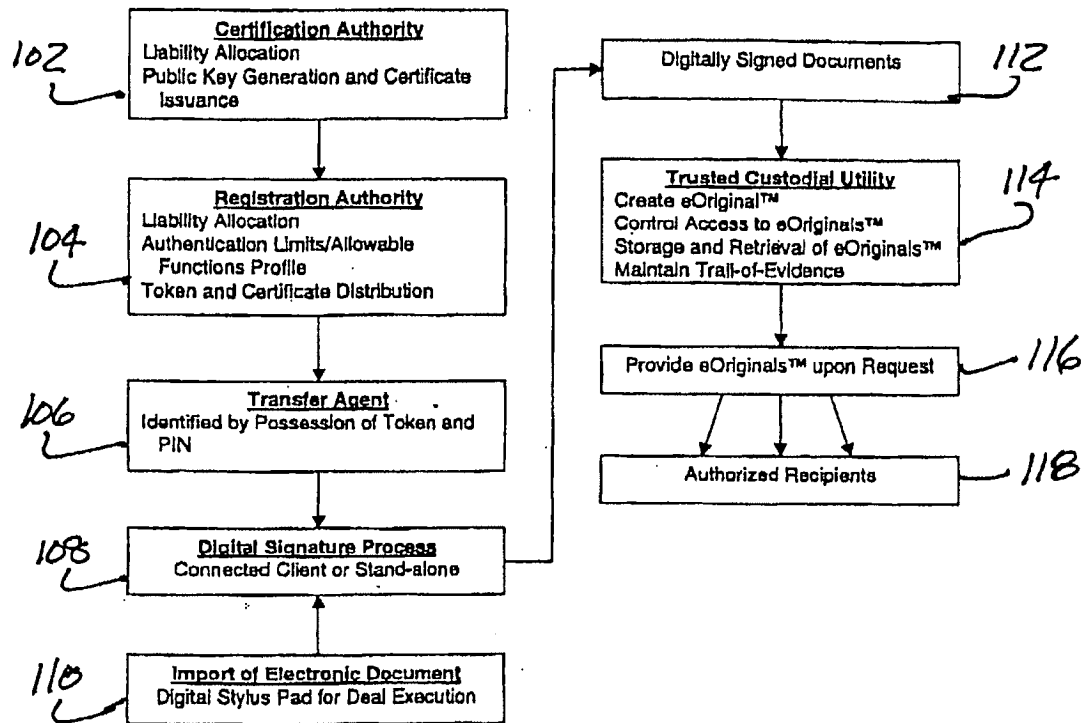 102
Certification Authority
Liability Allocation
Public Key Generation and Certificate
Issuance
104
Registration Authority
Liability Allocation
Authentication Limits/Allowable
Functions Profile
Token and Certificate Distribution
106
Transfer Agent
Identified by Possession of Token and
PIN
108
Digital Signature Process
Connected Client or Stand-alone
110
Import of Electronic Document
Digital Stylus Pad for Deal Execution
Digitally Signed Documents
112
Trusted Custodial Utility
Create eOriginal™
Control Access to eOriginals™
Storage and Retrieval of eOriginals™
Maintain Trail-of-Evidence
114
Provide eOriginals™ upon Request
116
Authorized Recipients
118